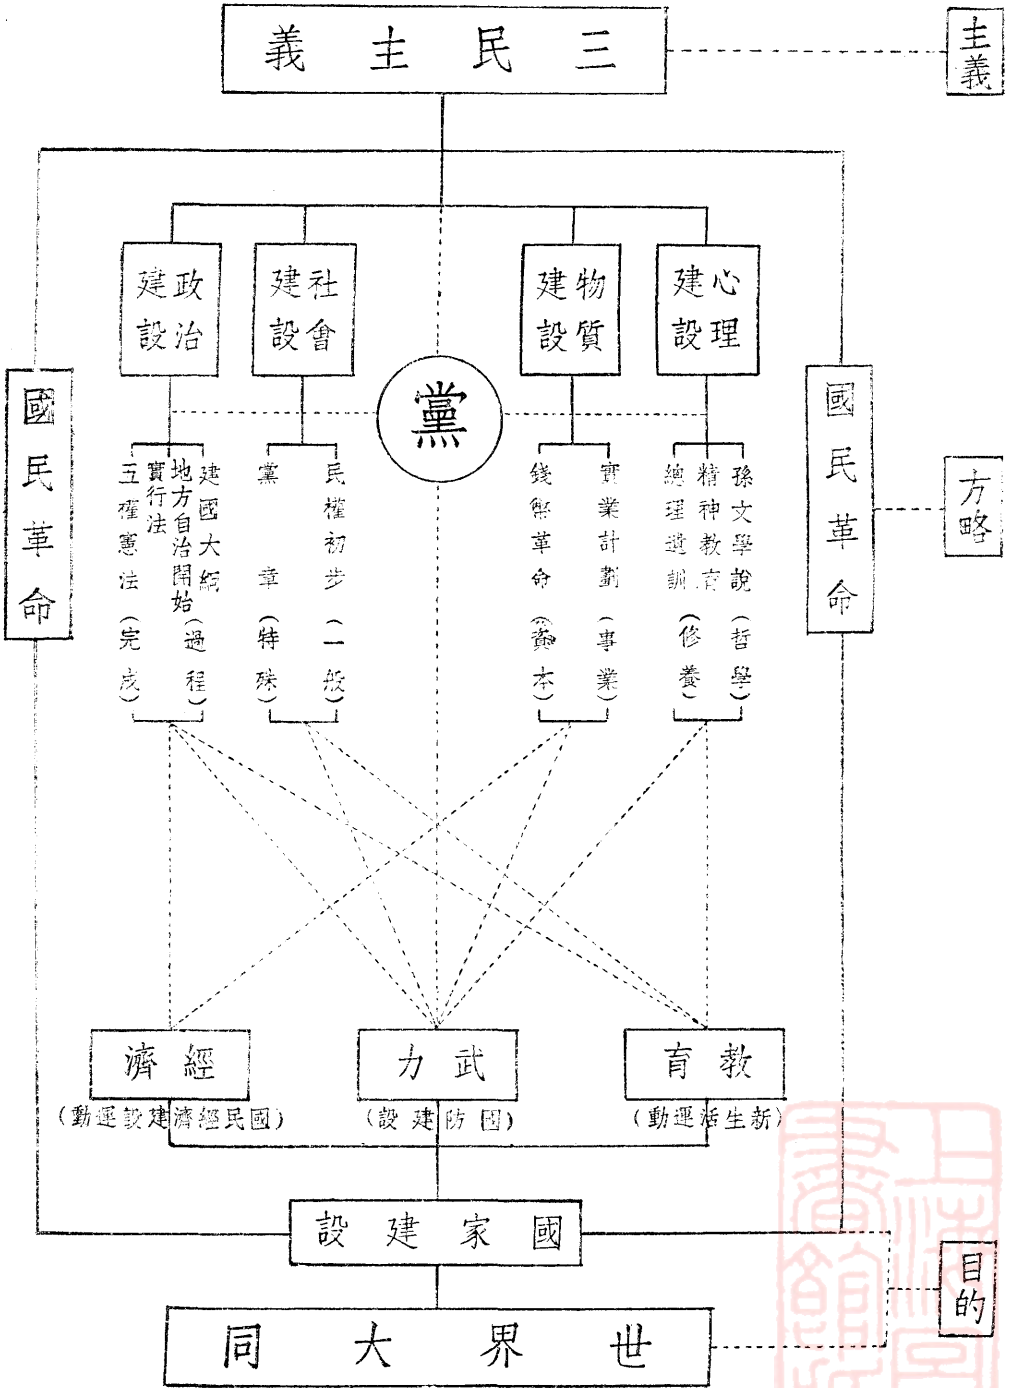 三民主義
主義
心理建設
物質建設
社會建設
政治建設
黨
國民革命
國民革命
方略
孫文學說(哲學)
精神教育
總理遺訓(修養)
實業計劃(事業)
錢幣革命(資本)
民權初步(一般)
黨章(特殊)
建國大綱
地方自治開始實行法(過程)
五權憲法(完成)
教育
(新生活運動)
武力
(國防建設)
經濟
(國民經濟建設運動)
國家建設
世界大同
目的